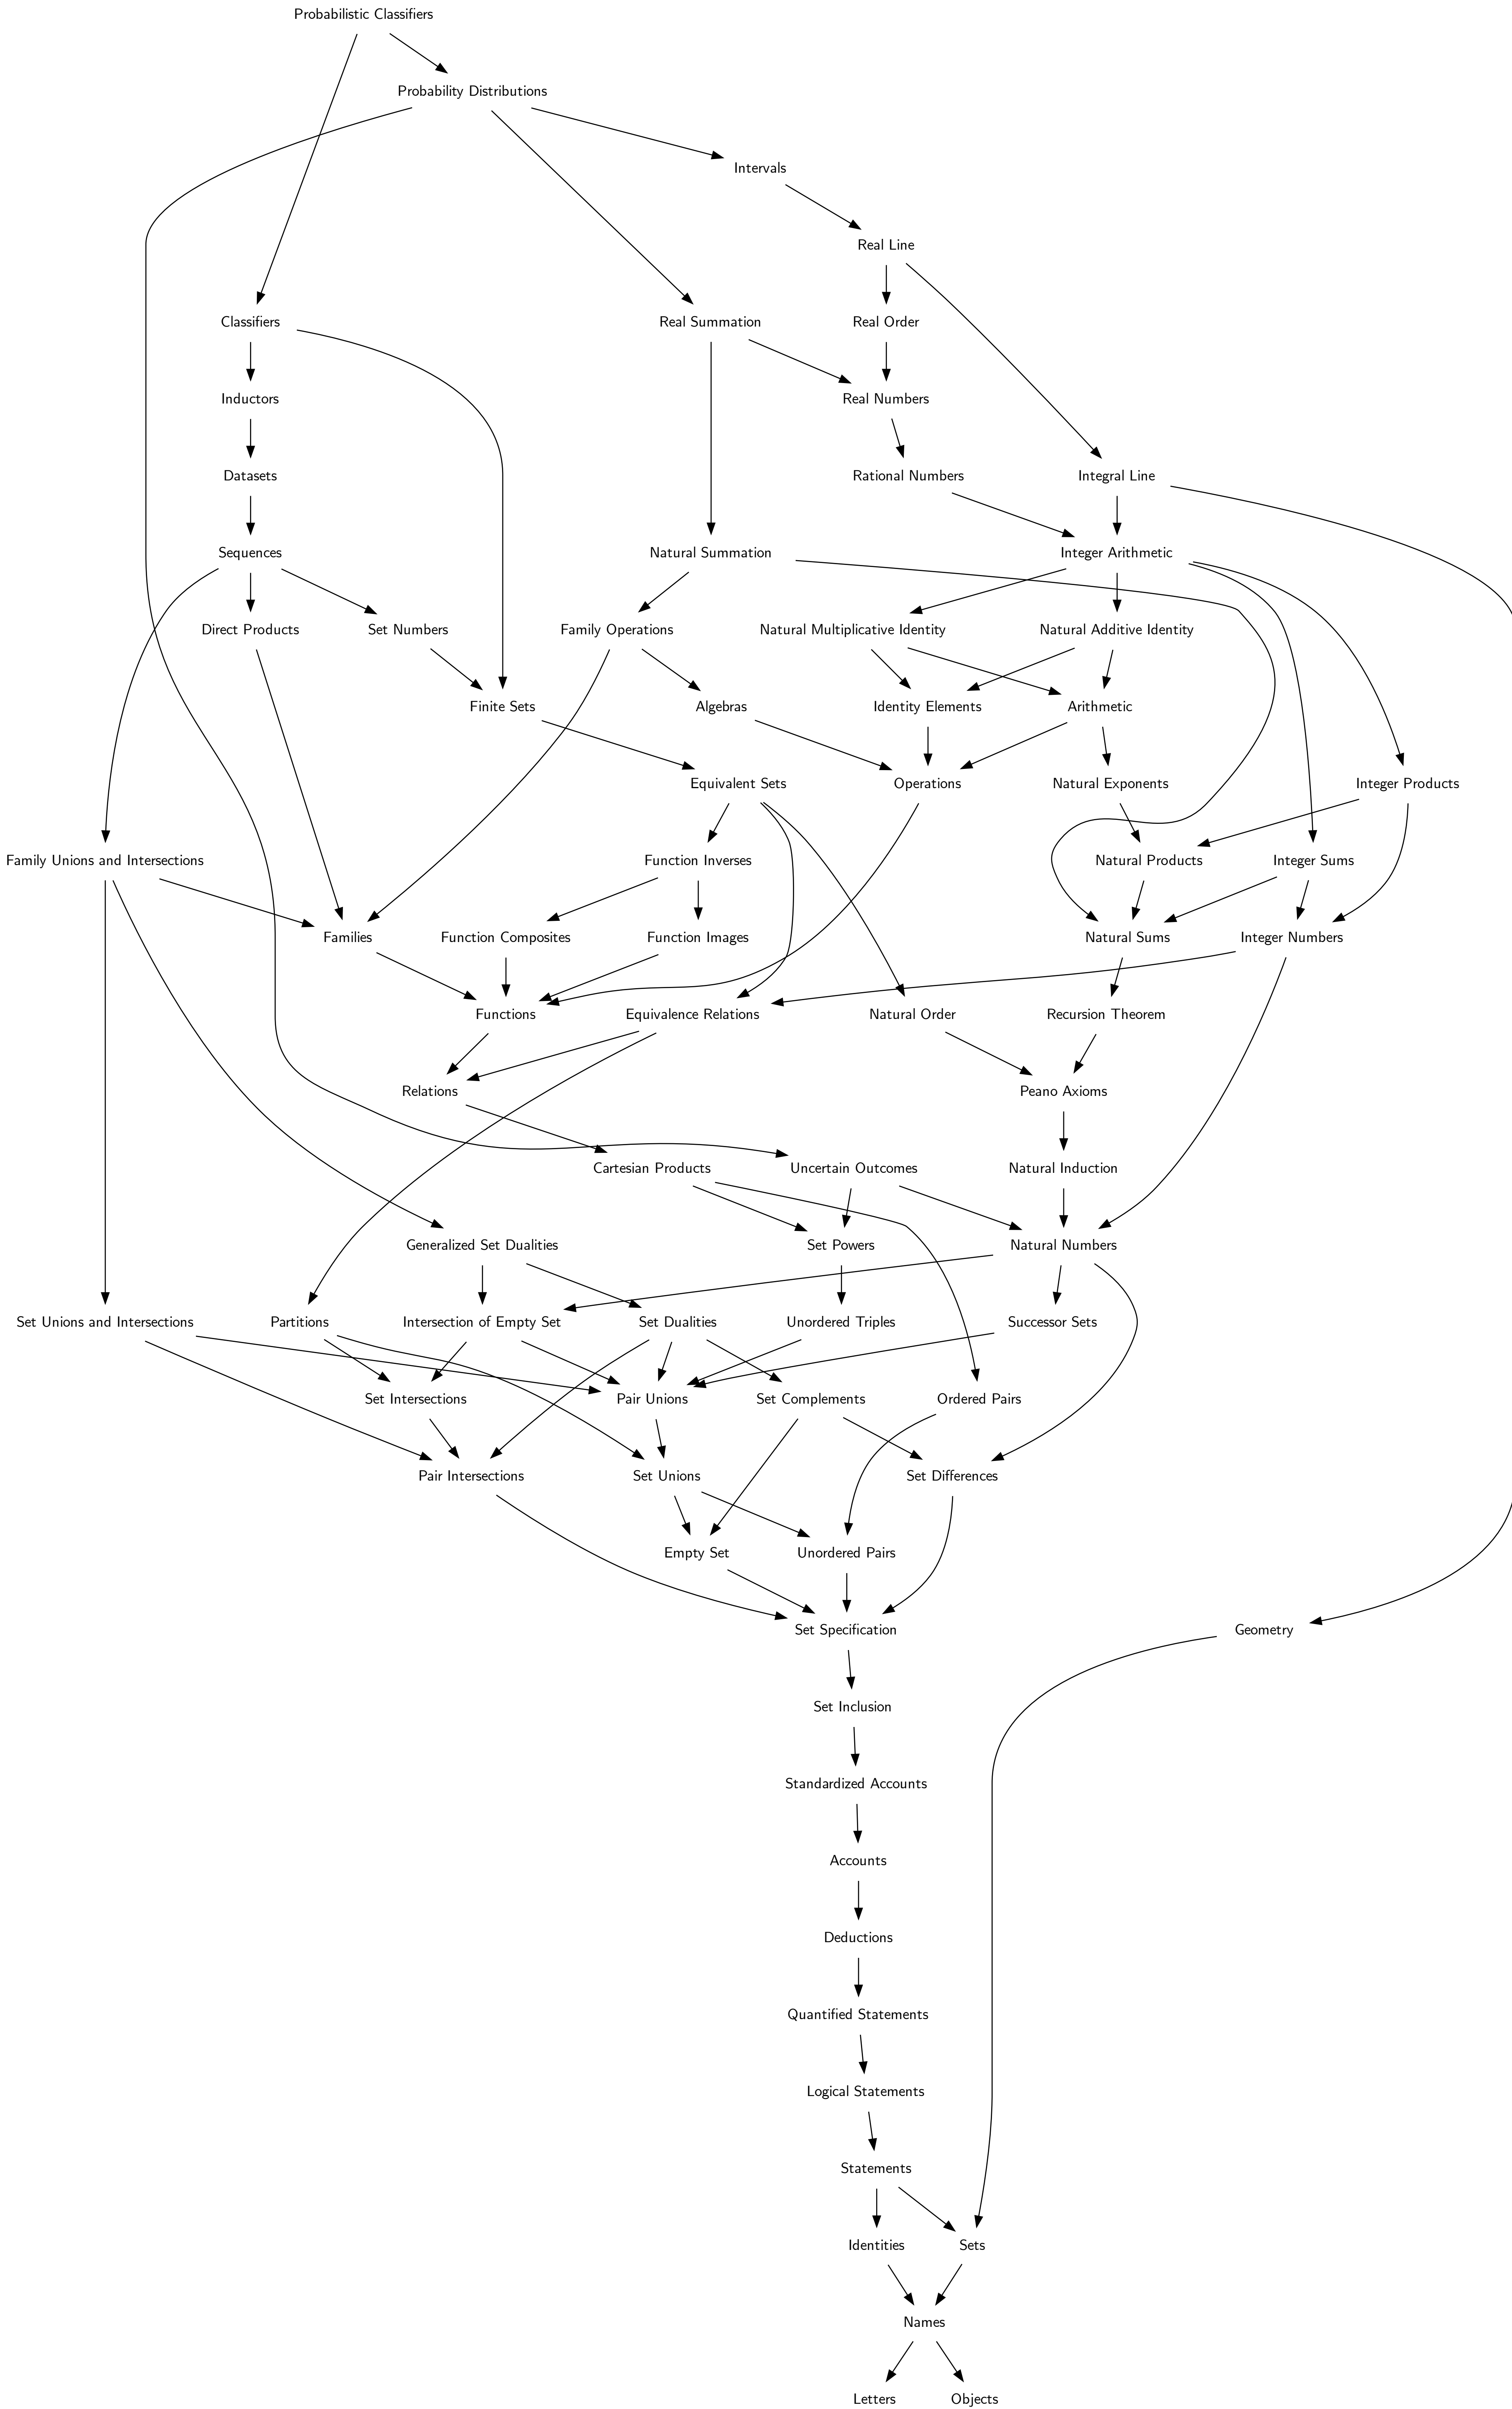 Probabilistic Classifiers
Probability Distributions
Intervals
Real Line
Classifiers
Real Summation
Real Order
Inductors
Real Numbers
Datasets
Rational Numbers
Integral Line
Sequences
Natural Summation
Integer Arithmetic
Direct Products
Set Numbers
Family Operations
Natural Multiplicative Identity
Natural Additive Identity
Finite Sets
Algebras
Identity Elements
Arithmetic
Equivalent Sets
Operations
Natural Exponents
Integer Products
Family Unions and Intersections
Function Inverses
Natural Products
Integer Sums
Families
Function Composites
Function Images
Natural Sums
Integer Numbers
Functions
Equivalence Relations
Natural Order
Recursion Theorem
Relations
Peano Axioms
Cartesian Products
Uncertain Outcomes
Natural Induction
Generalized Set Dualities
Set Powers
Natural Numbers
Set Unions and Intersections
Partitions
Intersection of Empty Set
Set Dualities
Unordered Triples
Successor Sets
Set Intersections
Pair Unions
Set Complements
Ordered Pairs
Pair Intersections
Set Unions
Set Differences
Empty Set
Unordered Pairs
Set Specification
Geometry
Set Inclusion
Standardized Accounts
Accounts
Deductions
Quantified Statements
Logical Statements
Statements
Identities
Sets
Names
Letters
Objects